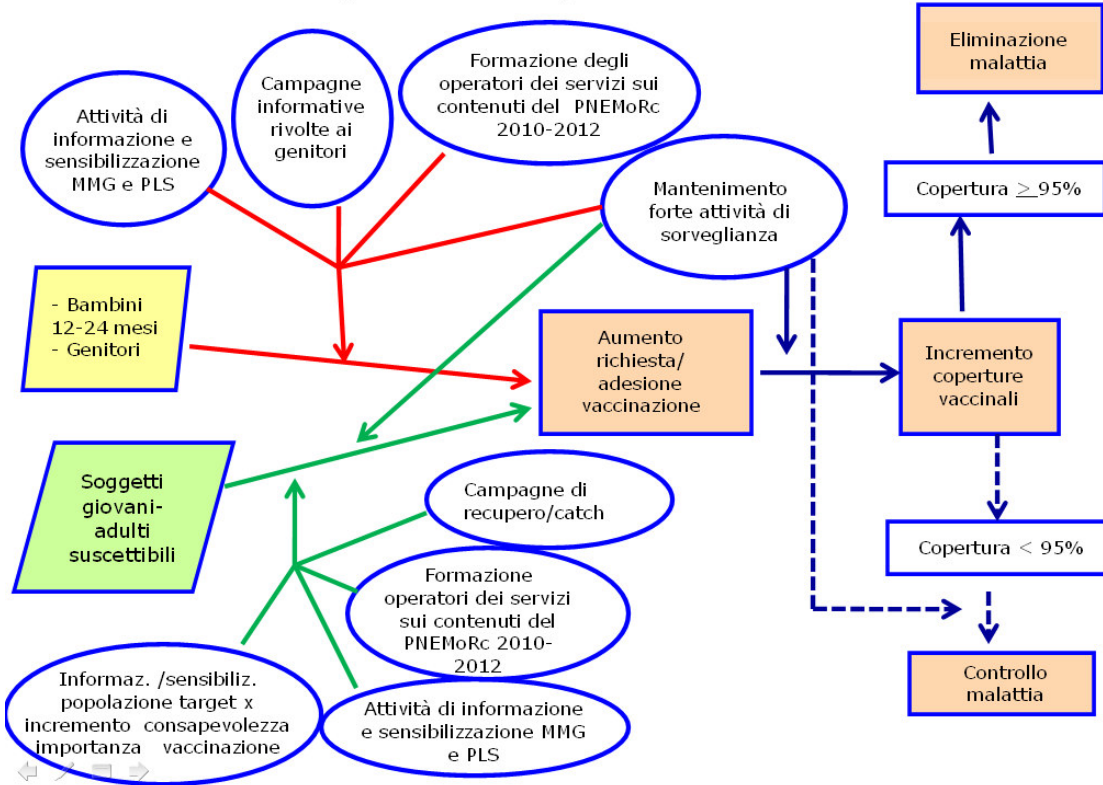 Attività di
informazione e
sensibilizzazione
MMG e PLS
Campagne
informative
rivolte ai
genitori
Formazione degli
operatori dei servizi sui
contenuti del PNEMoRc
2010-2012
Mantenimento
forte attività di
sorveglianza
Eliminazione
malattia
Copertura ≥ 95%
- Bambini
12-24 mesi
- Genitori
Aumento
richiesta/
adesione
vaccinazione
Incremento
coperture
vaccinali
Soggetti
giovani-
adulti
suscettibili
Campagne di
recupero/catch
Copertura < 95%
Formazione
operatori dei servizi
sui contenuti del
PNEMoRc 2010-
2012
Controllo
malattia
Informaz. /sensibiliz.
popolazione target x
incremento consapevolezza
importanza vaccinazione
Attività di informazione
e sensibilizzazione MMG
e PLS